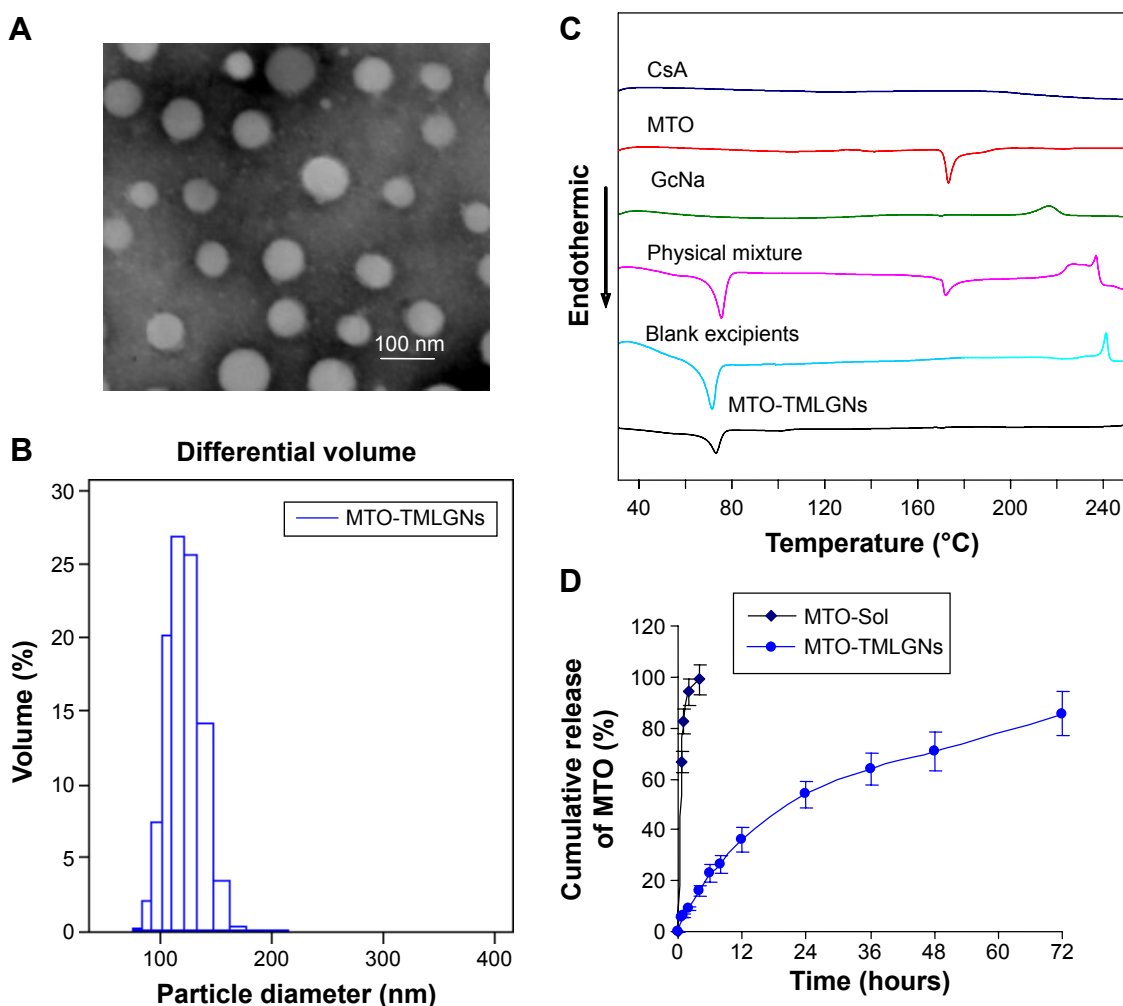 A
100 nm
B
Differential volume
MTO-TMLGNs
30
25
20
15
10
5
0
Volume (%)
100
200
300
400
Particle diameter (nm)
C
CsA
MTO
GcNa
Physical mixture
Blank excipients
MTO-TMLGNs
Endothermic
40
80
120
160
200
240
Temperature (°C)
D
MTO-Sol
MTO-TMLGNs
120
100
80
60
40
20
0
Cumulative release
of MTO (%)
0
12
24
36
48
60
72
Time (hours)